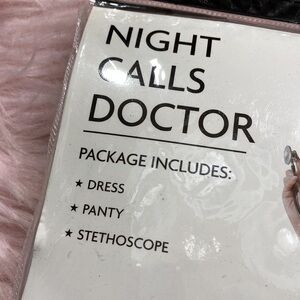 NIGHT
CALLS
DOCTOR
PACKAGE INCLUDES:
★ DRESS
★ PANTY
★ STETHOSCOPE